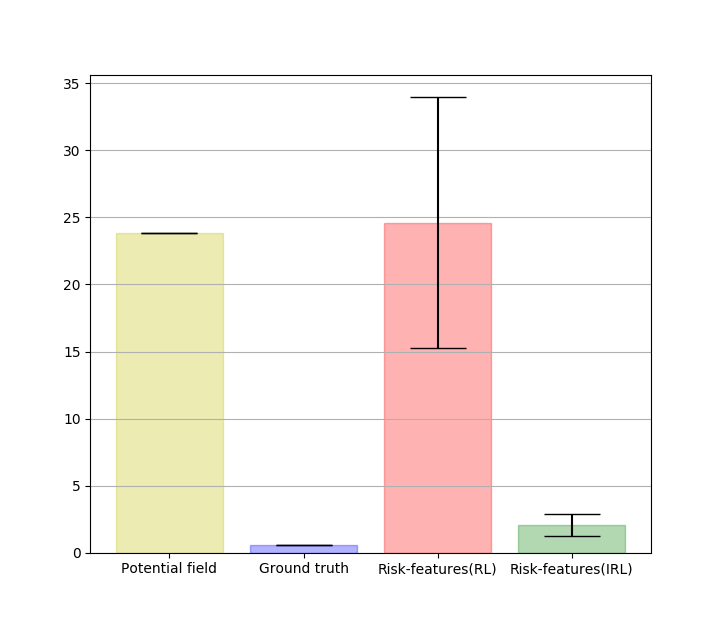 35
30
25
20
15
10
5
0
Potential field
Ground truth
Risk-features(RL)
Risk-features(IRL)